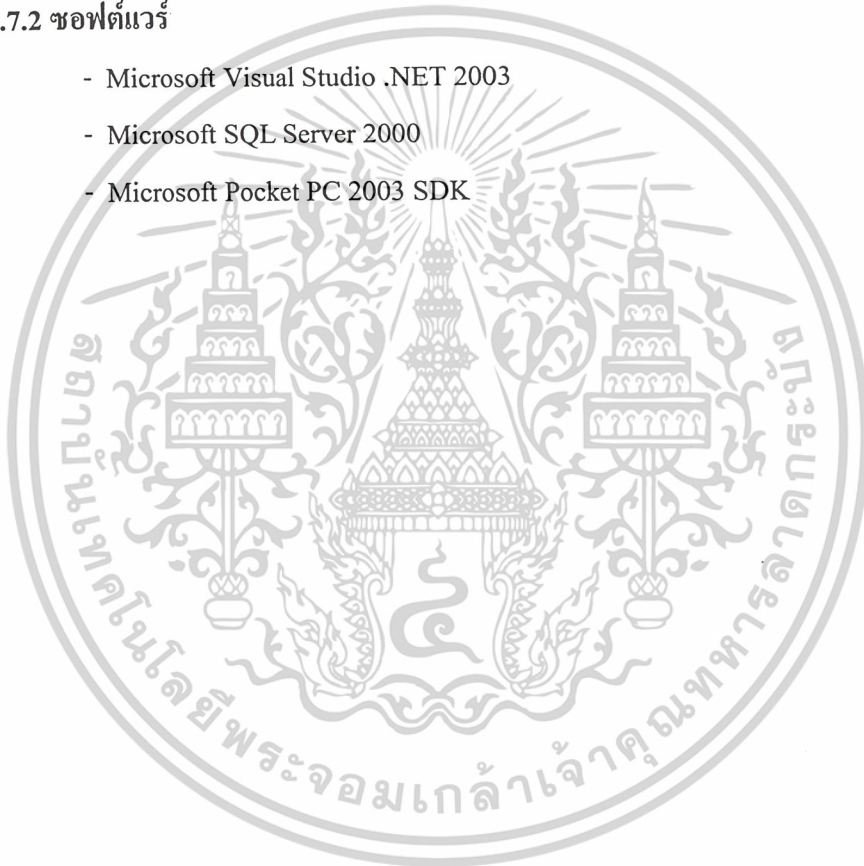 .7.2 ซอฟต์แวร์
- Microsoft Visual Studio .NET 2003
- Microsoft SQL Server 2000
- Microsoft Pocket PC 2003 SDK
สถาบันเทคโนโลยีพระจอมเกล้าเจ้าคุณทหารลาดกระบัง